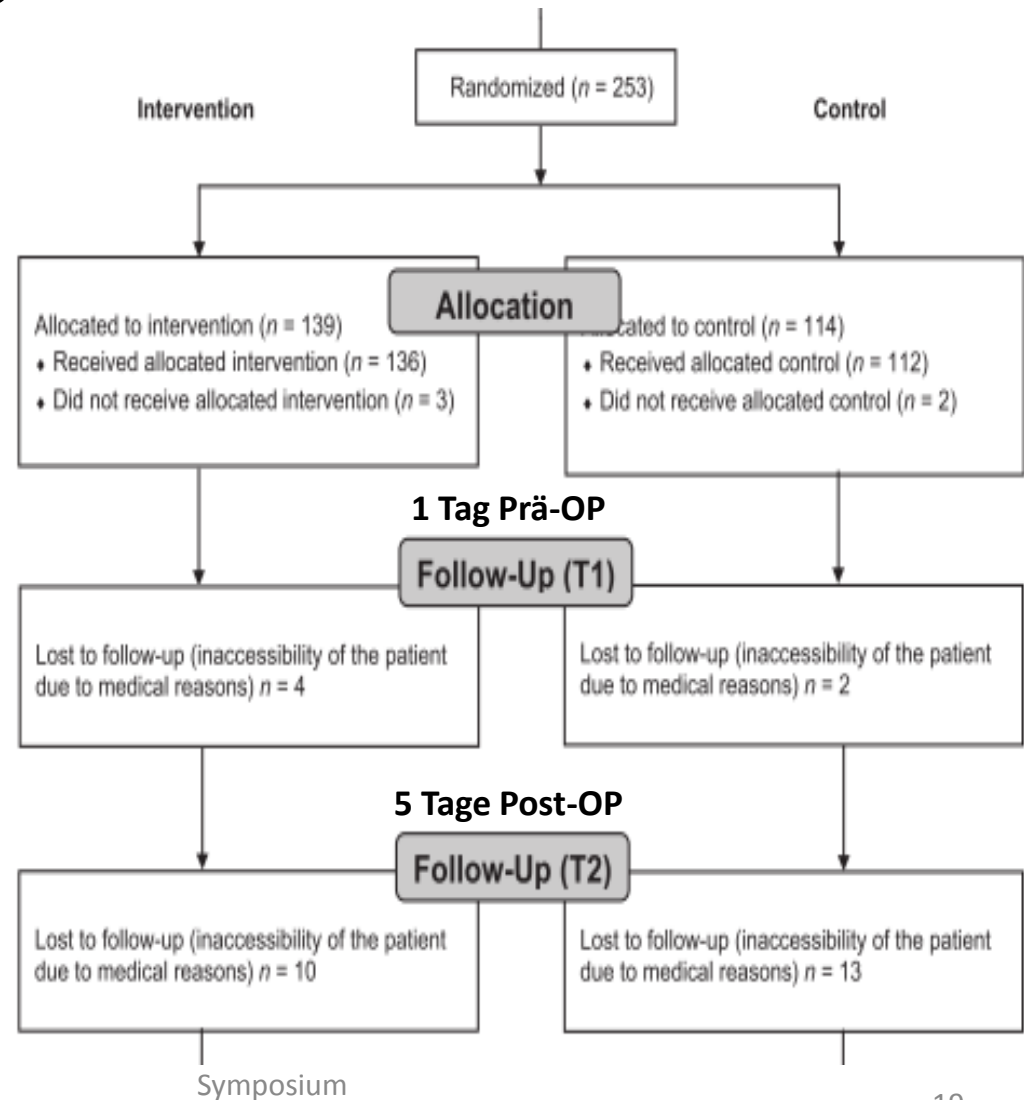 Randomized (n = 253)
Intervention
Control
Allocation
Allocated to intervention (n = 139)
♦ Received allocated intervention (n = 136)
♦ Did not receive allocated intervention (n = 3)
cated to control (n = 114)
♦ Received allocated control (n = 112)
♦ Did not receive allocated control (n = 2)
1 Tag Prä-OP
Follow-Up (T1)
Lost to follow-up (inaccessibility of the patient
due to medical reasons) n = 4
Lost to follow-up (inaccessibility of the patient
due to medical reasons) n = 2
5 Tage Post-OP
Follow-Up (T2)
Lost to follow-up (inaccessibility of the patient
due to medical reasons) n = 10
Lost to follow-up (inaccessibility of the patient
due to medical reasons) n = 13
Symposium